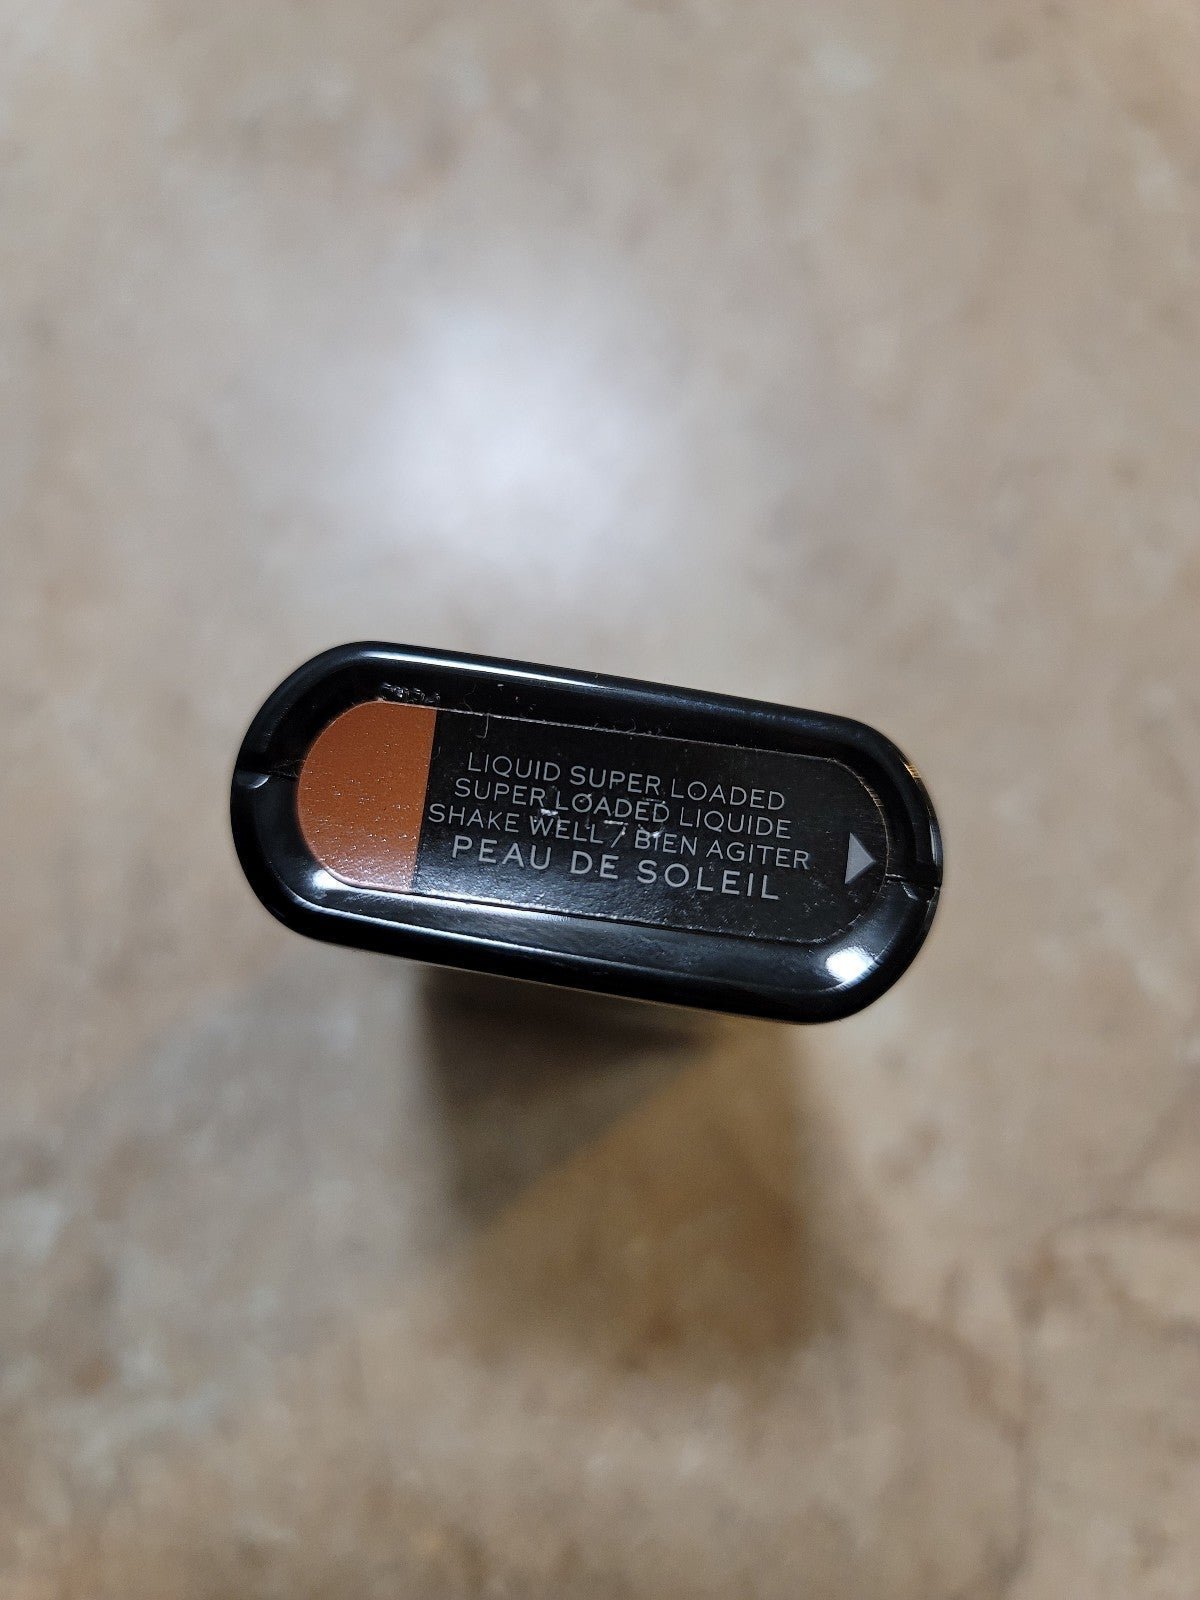 LIQUID SUPER LOADED
SUPER LOADED LIQUIDE
SHAKE WELL / BIEN AGITER
PEAU DE SOLEIL